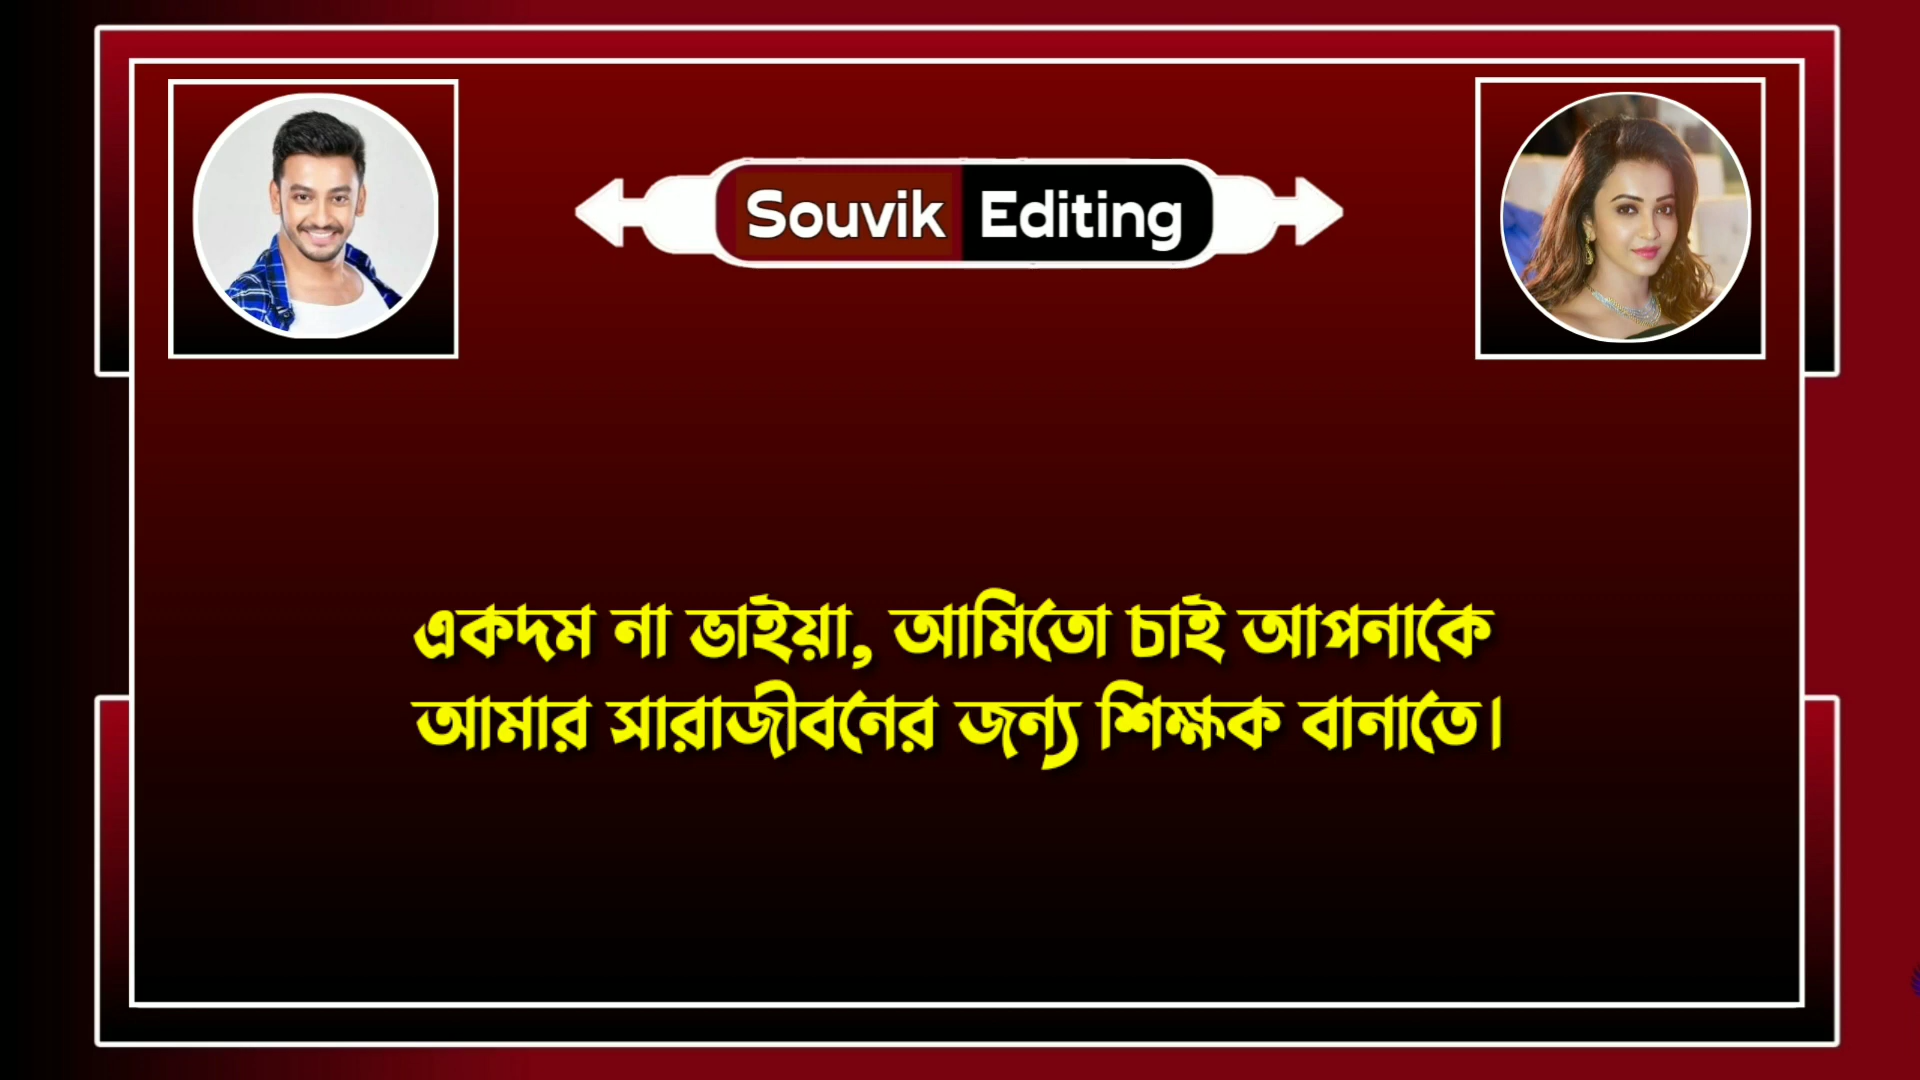 Souvik Editing
একদম না ভাইয়া, আমিতো চাই আপনাকে
আমার সারাজীবনের জন্য শিক্ষক বানাতে।